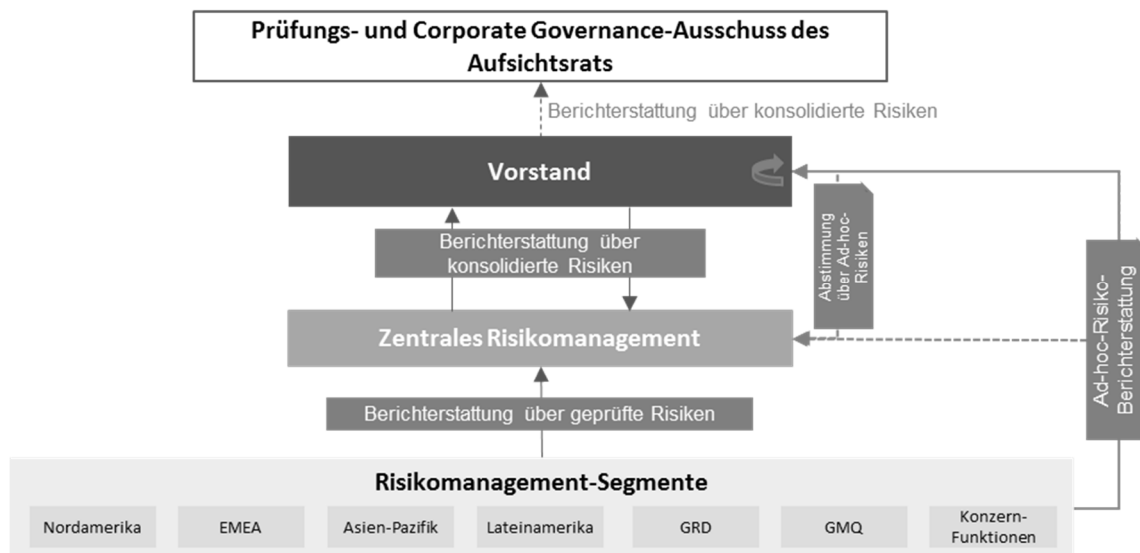 Prüfungs- und Corporate Governance-Ausschuss des
Aufsichtsrats
Berichterstattung über konsolidierte Risiken
Vorstand
Berichterstattung über
konsolidierte Risiken
Abstimmung
über Ad-hoc-
Risiken
Ad-hoc-Risiko-
Berichterstattung
Zentrales Risikomanagement
Berichterstattung über geprüfte Risiken
Risikomanagement-Segmente
Nordamerika
EMEA
Asien-Pazifik
Lateinamerika
GRD
GMQ
Konzern-
Funktionen